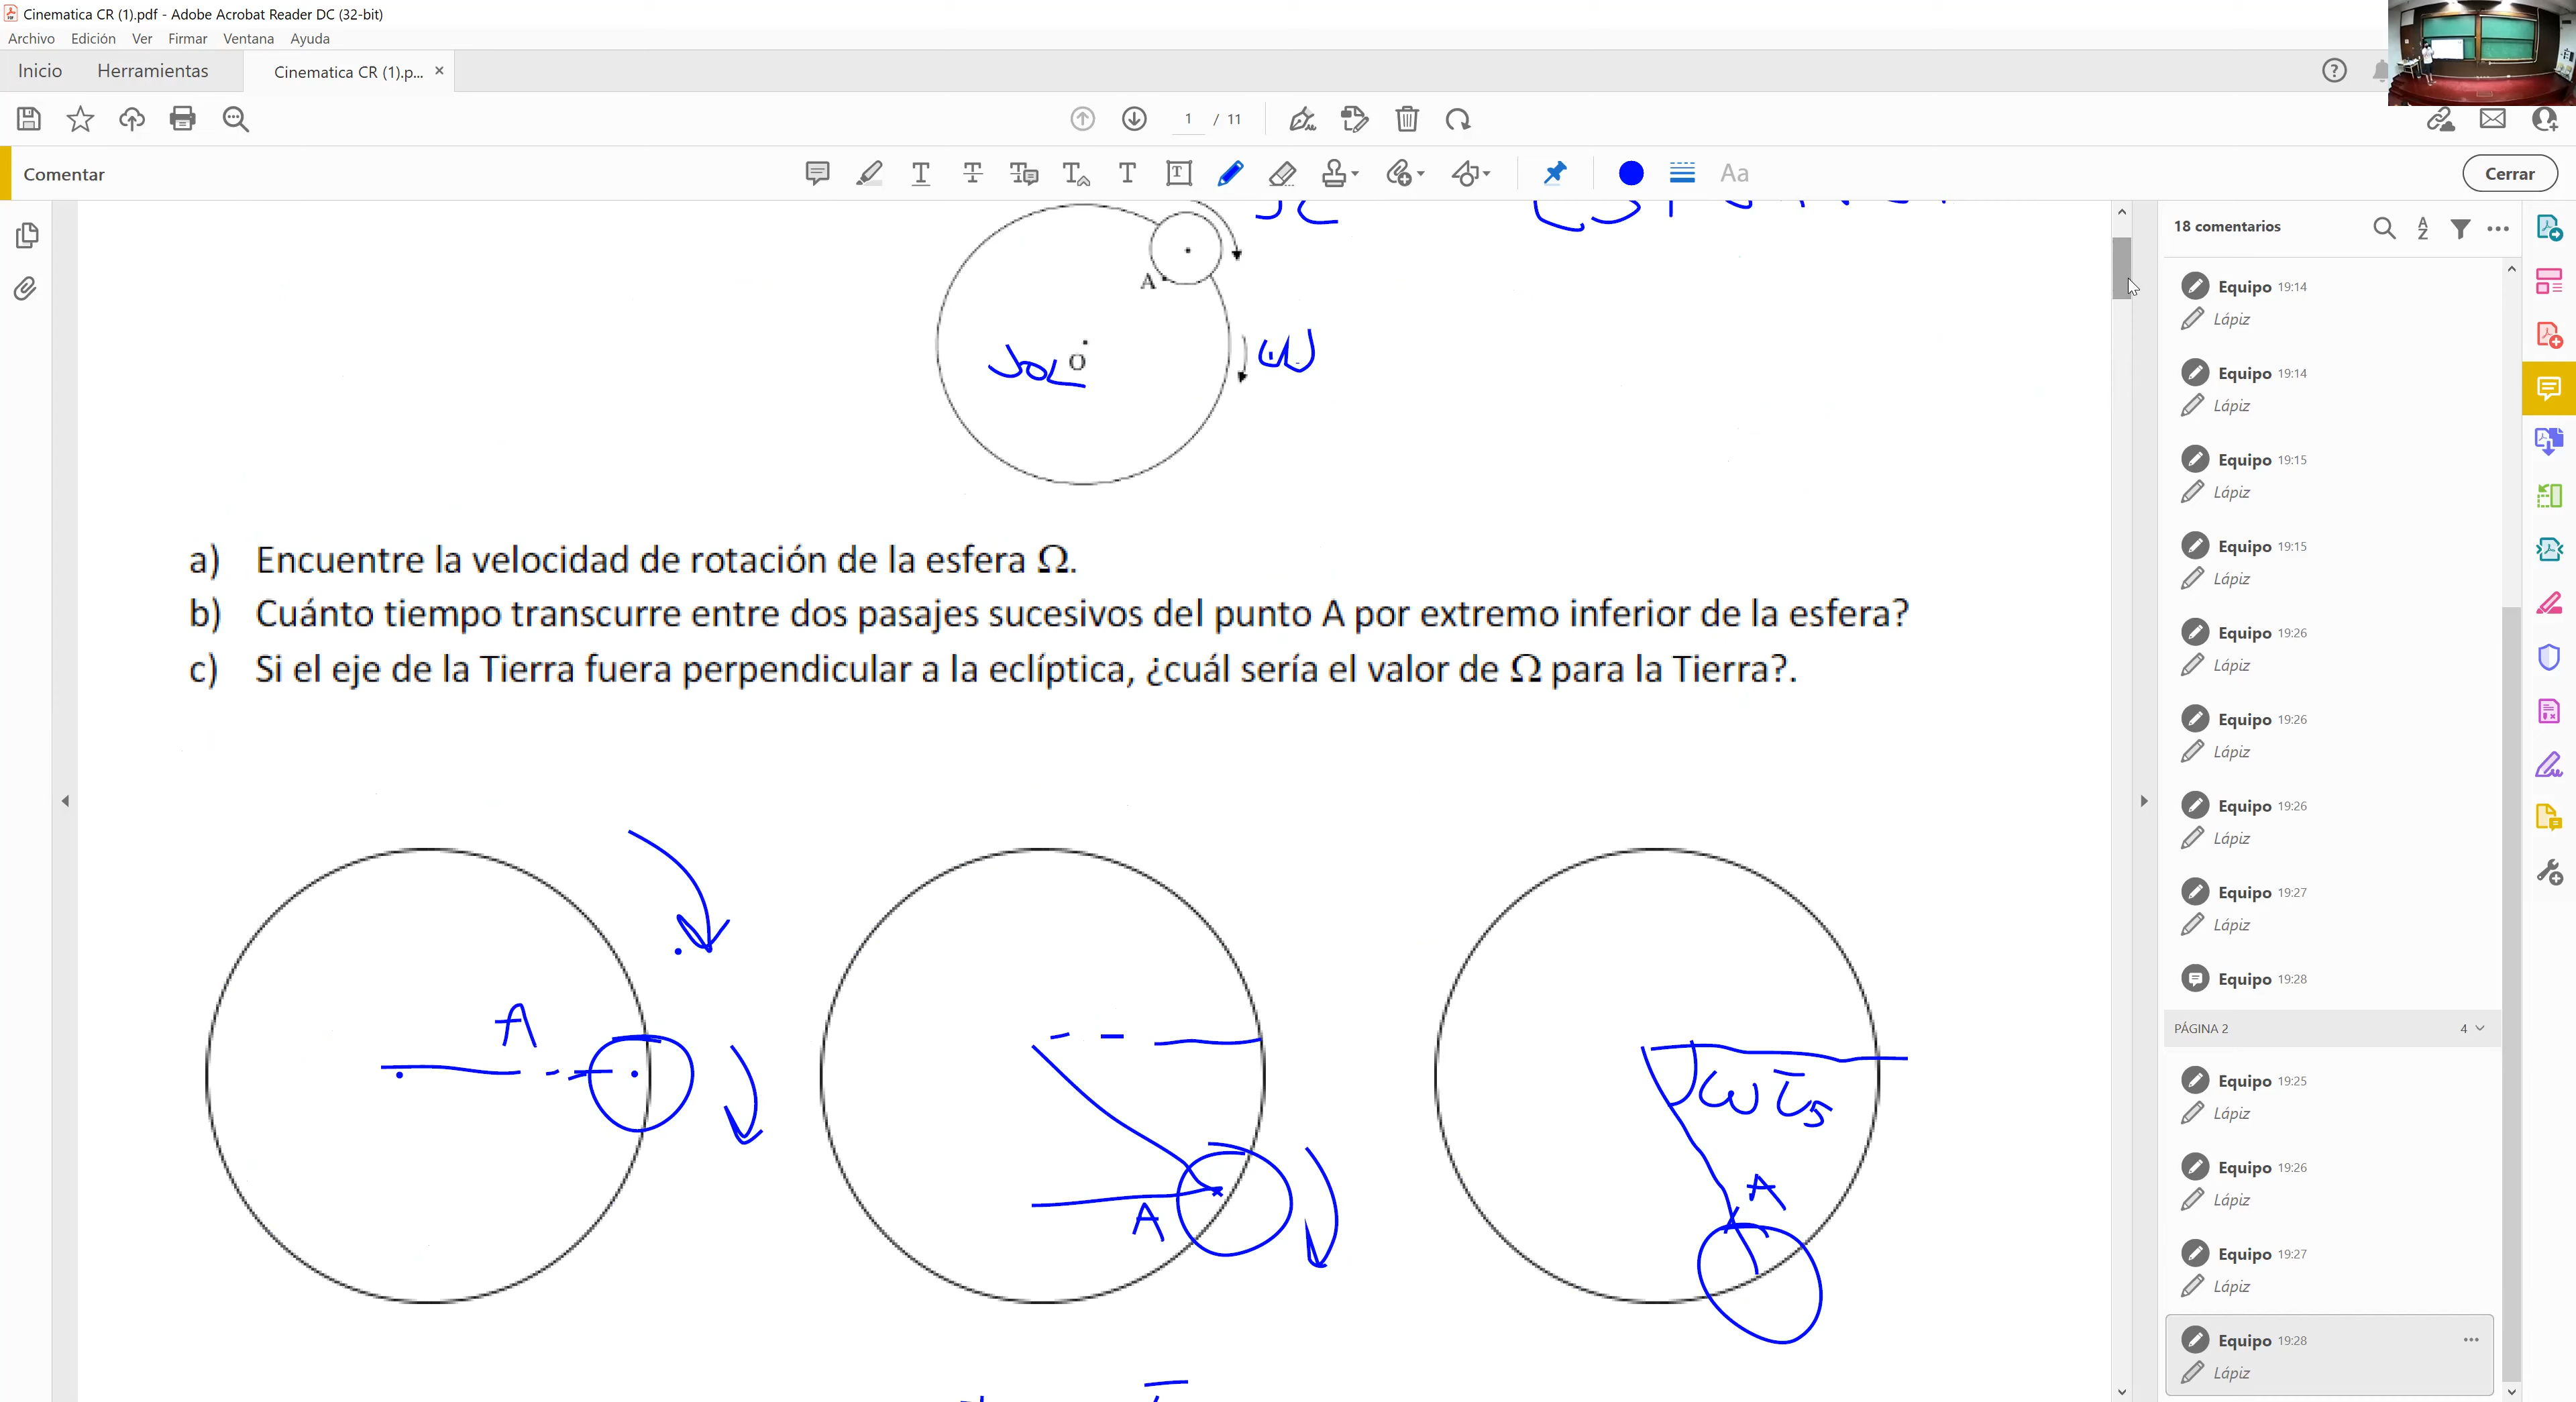 Cinematica CR (1).pdf - Adobe Acrobat Reader DC (32-bit)
Archivo Edición Ver Firmar Ventana Ayuda
Inicio Herramientas Cinematica CR (1).p... ×
1 / 11
Comentar
Aa
Cerrar
18 comentarios
A
SOL O
ω
a) Encuentre la velocidad de rotación de la esfera Ω.
b) Cuánto tiempo transcurre entre dos pasajes sucesivos del punto A por extremo inferior de la esfera?
c) Si el eje de la Tierra fuera perpendicular a la eclíptica, ¿cuál sería el valor de Ω para la Tierra?.
A
A
ω
A
Equipo 19:14
Lápiz
Equipo 19:14
Lápiz
Equipo 19:15
Lápiz
Equipo 19:15
Lápiz
Equipo 19:26
Lápiz
Equipo 19:26
Lápiz
Equipo 19:26
Lápiz
Equipo 19:27
Lápiz
Equipo 19:28
PÁGINA 2 4
Equipo 19:25
Lápiz
Equipo 19:26
Lápiz
Equipo 19:27
Lápiz
Equipo 19:28
Lápiz